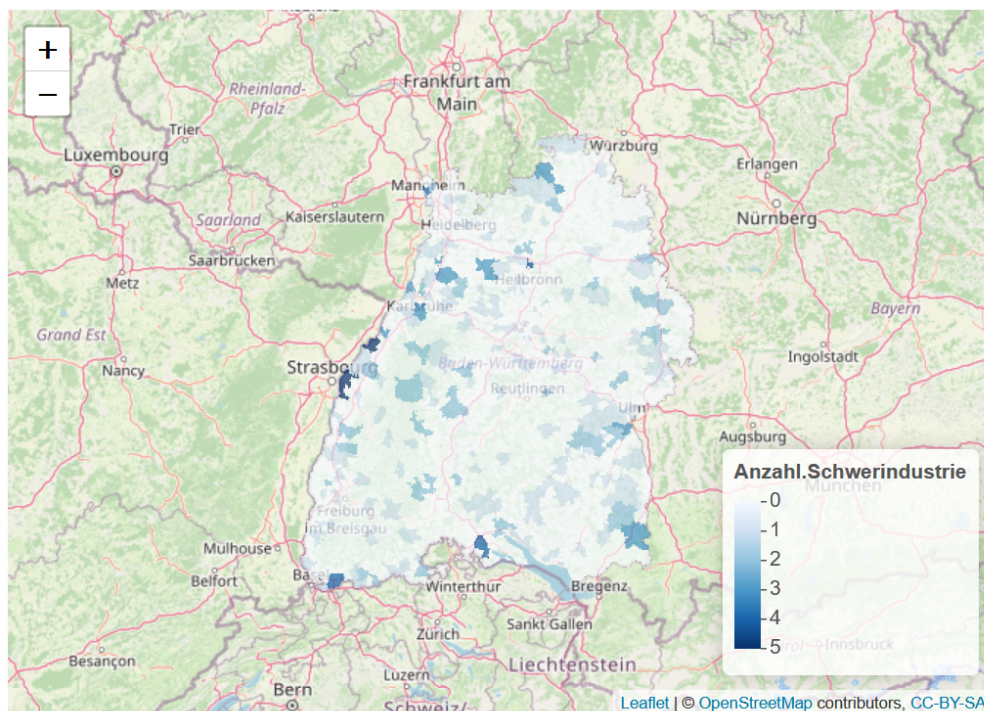 +
−
Frankfurt am
Main
Rheinland-
Pfalz
Trier
Luxembourg
Würzburg
Erlangen
Mannheim
Nürnberg
Kaiserslautern
Saarland
Heidelberg
Saarbrücken
Metz
Heilbronn
Karlsruhe
Bayern
Grand Est
Ingolstadt
Nancy
Strasbourg
Baden-Württemberg
Reutlingen
Ulm
Augsburg
Anzahl.Schwerindustrie
München
0
1
2
3
4
5
Freiburg
im Breisgau
Mulhouse
Belfort
Basel
Winterthur
Bregenz
Sankt Gallen
Zürich
Innsbruck
Besançon
Liechtenstein
Luzern
Bern
Schweiz/
Leaflet | © OpenStreetMap contributors, CC-BY-SA